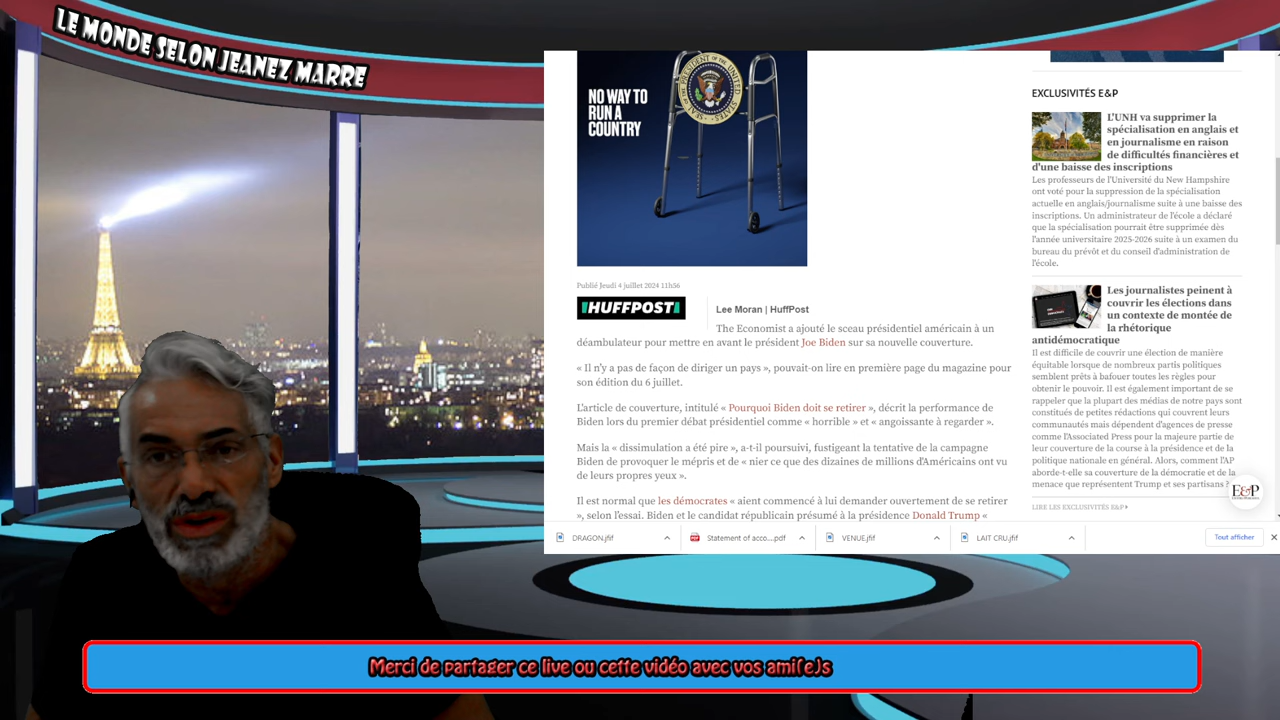 LE MONDE SELON JEANEZ MARRE
NO WAY TO
RUN A
COUNTRY
SEAL OF THE PRESIDENT OF THE UNITED STATES
Publié Jeudi 4 juillet 2024 11h56
HUFFPOST
Lee Moran | HuffPost
The Economist a ajouté le sceau présidentiel américain à un
déambulateur pour mettre en avant le président Joe Biden sur sa nouvelle couverture.
« Il n'y a pas de façon de diriger un pays », pouvait-on lire en première page du magazine pour
son édition du 6 juillet.
L'article de couverture, intitulé « Pourquoi Biden doit se retirer », décrit la performance de
Biden lors du premier débat présidentiel comme « horrible » et « angoissante à regarder ».
Mais la « dissimulation a été pire », a-t-il poursuivi, fustigeant la tentative de la campagne
Biden de provoquer le mépris et de « nier ce que des dizaines de millions d'Américains ont vu
de leurs propres yeux ».
Il est normal que les démocrates « aient commencé à lui demander ouvertement de se retirer
», selon l'essai. Biden et le candidat républicain présumé à la présidence Donald Trump «
EXCLUSIVITÉS E&P
L'UNH va supprimer la
spécialisation en anglais et
en journalisme en raison
de difficultés financières et
d'une baisse des inscriptions
Les professeurs de l'Université du New Hampshire
ont voté pour la suppression de la spécialisation
actuelle en anglais/journalisme suite à une baisse des
inscriptions. Un administrateur de l'école a déclaré
que la spécialisation pourrait être supprimée dès
l'année universitaire 2025-2026 suite à un examen du
bureau du prévôt et du conseil d'administration de
l'école.
Les journalistes peinent à
couvrir les élections dans
un contexte de montée de
la rhétorique
antidémocratique
Il est difficile de couvrir une élection de manière
équitable lorsque de nombreux partis politiques
semblent prêts à bafouer toutes les règles pour
obtenir le pouvoir. Il est également important de se
rappeler que la plupart des médias de notre pays sont
constitués de petites rédactions qui couvrent leurs
communautés mais dépendent d'agences de presse
comme l'Associated Press pour la majeure partie de
leur couverture de la course à la présidence et de la
politique nationale en général. Alors, comment l'AP
aborde-t-elle sa couverture de la démocratie et de la
menace que représentent Trump et ses partisans ?
E&P
LIRE LES EXCLUSIVITÉS E&P
DRAGON.jfif
Statement of acco....pdf
VENUE.jfif
LAIT CRU.jfif
Tout afficher
Merci de partager ce live ou cette vidéo avec vos ami(e)s